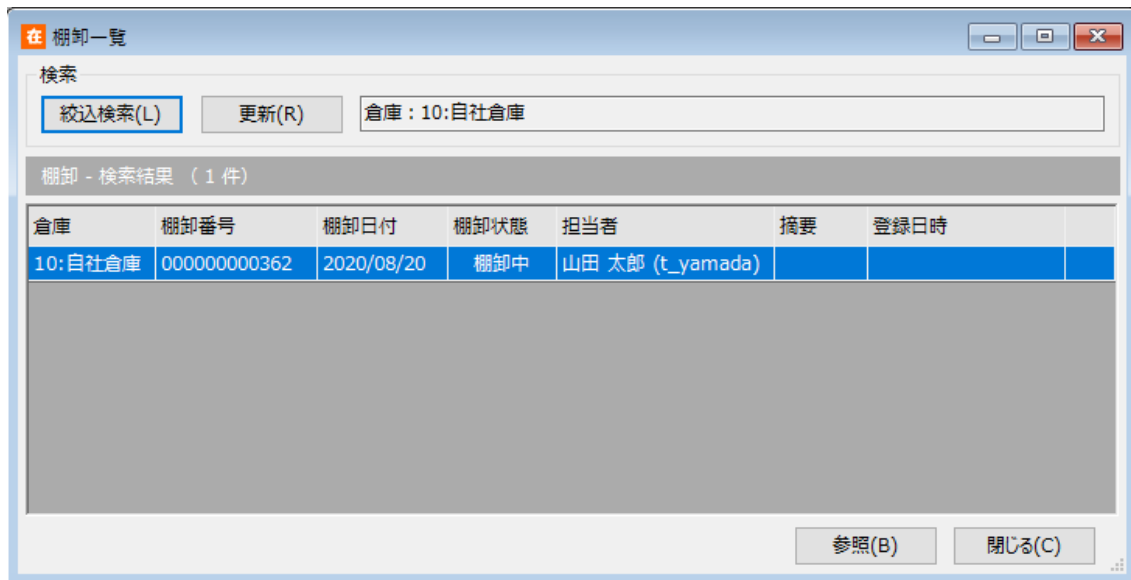 在 棚卸一覧
検索
絞込検索(L) 更新(R) 倉庫：10:自社倉庫
棚卸 - 検索結果 （ 1 件）
倉庫 棚卸番号 棚卸日付 棚卸状態 担当者 摘要 登録日時
10:自社倉庫 000000000362 2020/08/20 棚卸中 山田 太郎 (t_yamada)
参照(B) 閉じる(C)